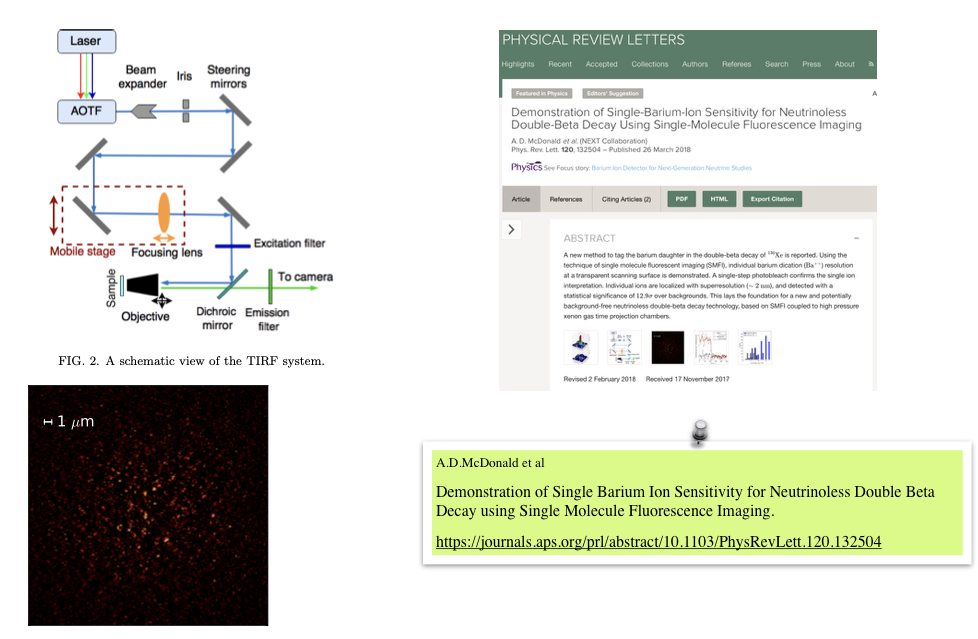 Laser
Beam
expander
Iris
Steering
mirrors
AOTF
Mobile stage
Focusing lens
Excitation filter
Sample
To camera
Objective
Dichroic
mirror
Emission
filter
FIG. 2. A schematic view of the TIRF system.
1 μm
PHYSICAL REVIEW LETTERS
Highlights Recent Accepted Collections Authors Referees Search Press About
Featured in Physics Editors' Suggestion
A
Demonstration of Single-Barium-Ion Sensitivity for Neutrinoless
Double-Beta Decay Using Single-Molecule Fluorescence Imaging
A. D. McDonald et al. (NEXT Collaboration)
Phys. Rev. Lett. 120, 132504 – Published 26 March 2018
Physics See Focus story: Barium Ion Detector for Next-Generation Neutrino Studies
Article References Citing Articles (2) PDF HTML Export Citation
ABSTRACT
A new method to tag the barium daughter in the double-beta decay of ¹³⁶Xe is reported. Using the
technique of single molecule fluorescent imaging (SMFI), individual barium dication (Ba⁺⁺) resolution
at a transparent scanning surface is demonstrated. A single-step photobleach confirms the single ion
interpretation. Individual ions are localized with superresolution (∼ 2 nm), and detected with a
statistical significance of 12.9σ over backgrounds. This lays the foundation for a new and potentially
background-free neutrinoless double-beta decay technology, based on SMFI coupled to high pressure
xenon gas time projection chambers.
Revised 2 February 2018 Received 17 November 2017
A.D.McDonald et al
Demonstration of Single Barium Ion Sensitivity for Neutrinoless Double Beta
Decay using Single Molecule Fluorescence Imaging.
https://journals.aps.org/prl/abstract/10.1103/PhysRevLett.120.132504